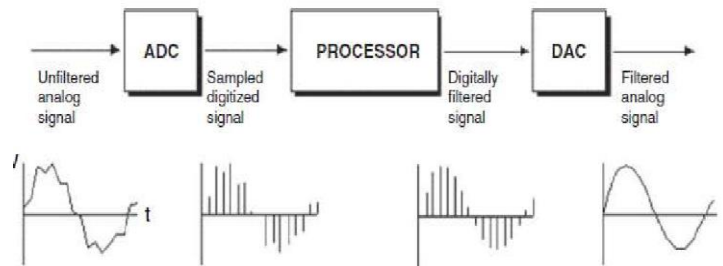 ADC
PROCESSOR
DAC
Unfiltered
analog
signal
Sampled
digitized
signal
Digitally
filtered
signal
Filtered
analog
signal
t